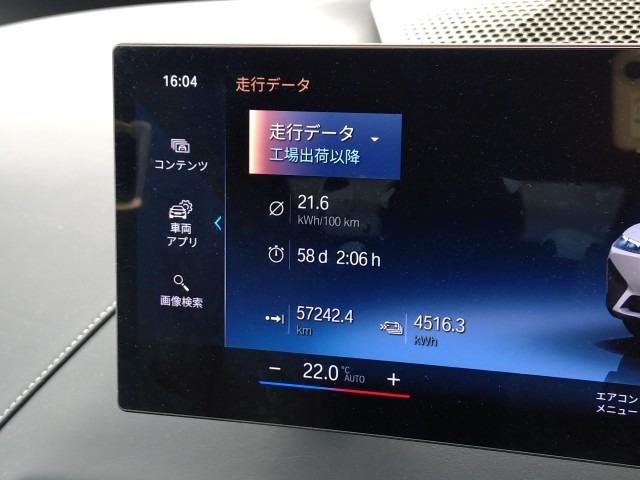 16:04
走行データ
走行データ
工場出荷以降
コンテンツ
21.6
kWh/100 km
車両
アプリ
58 d 2:06 h
画像検索
57242.4
km
4516.3
kWh
− 22.0 °C AUTO +
エアコン
メニュー